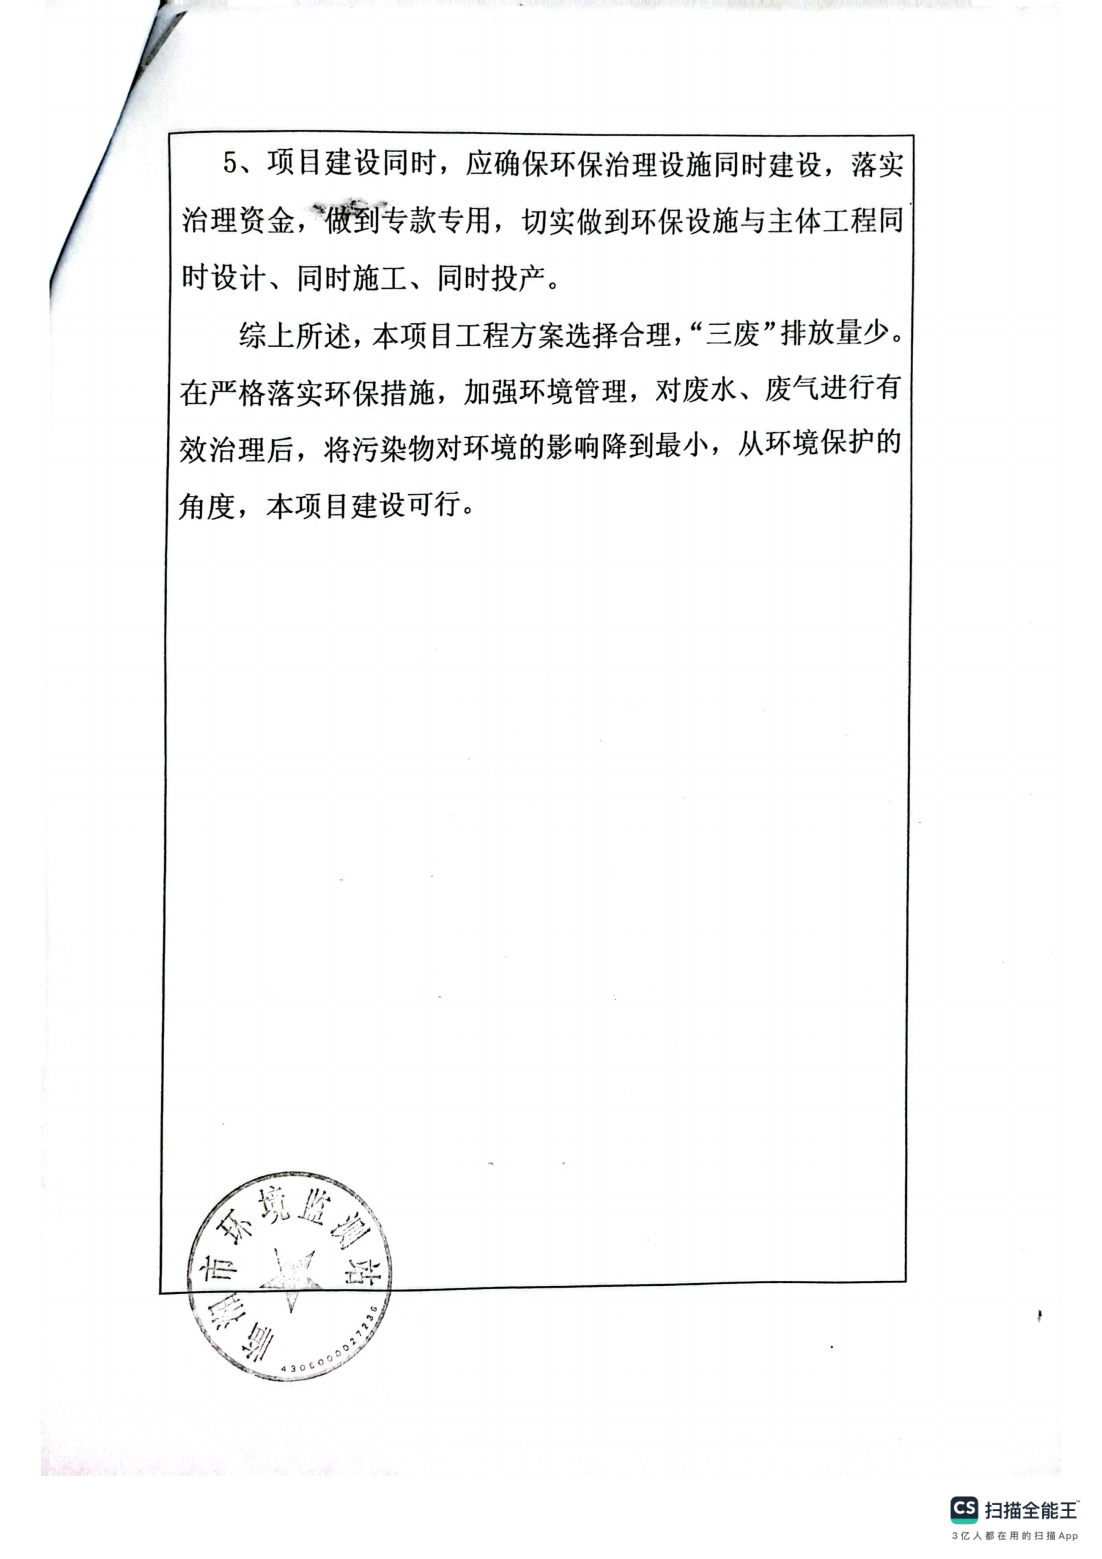 5、项目建设同时，应确保环保治理设施同时建设，落实
治理资金，做到专款专用，切实做到环保设施与主体工程同
时设计、同时施工、同时投产。
综上所述，本项目工程方案选择合理，“三废”排放量少。
在严格落实环保措施，加强环境管理，对废水、废气进行有
效治理后，将污染物对环境的影响降到最小，从环境保护的
角度，本项目建设可行。
临湘市环境监测站
CS 扫描全能王
3亿人都在用的扫描App